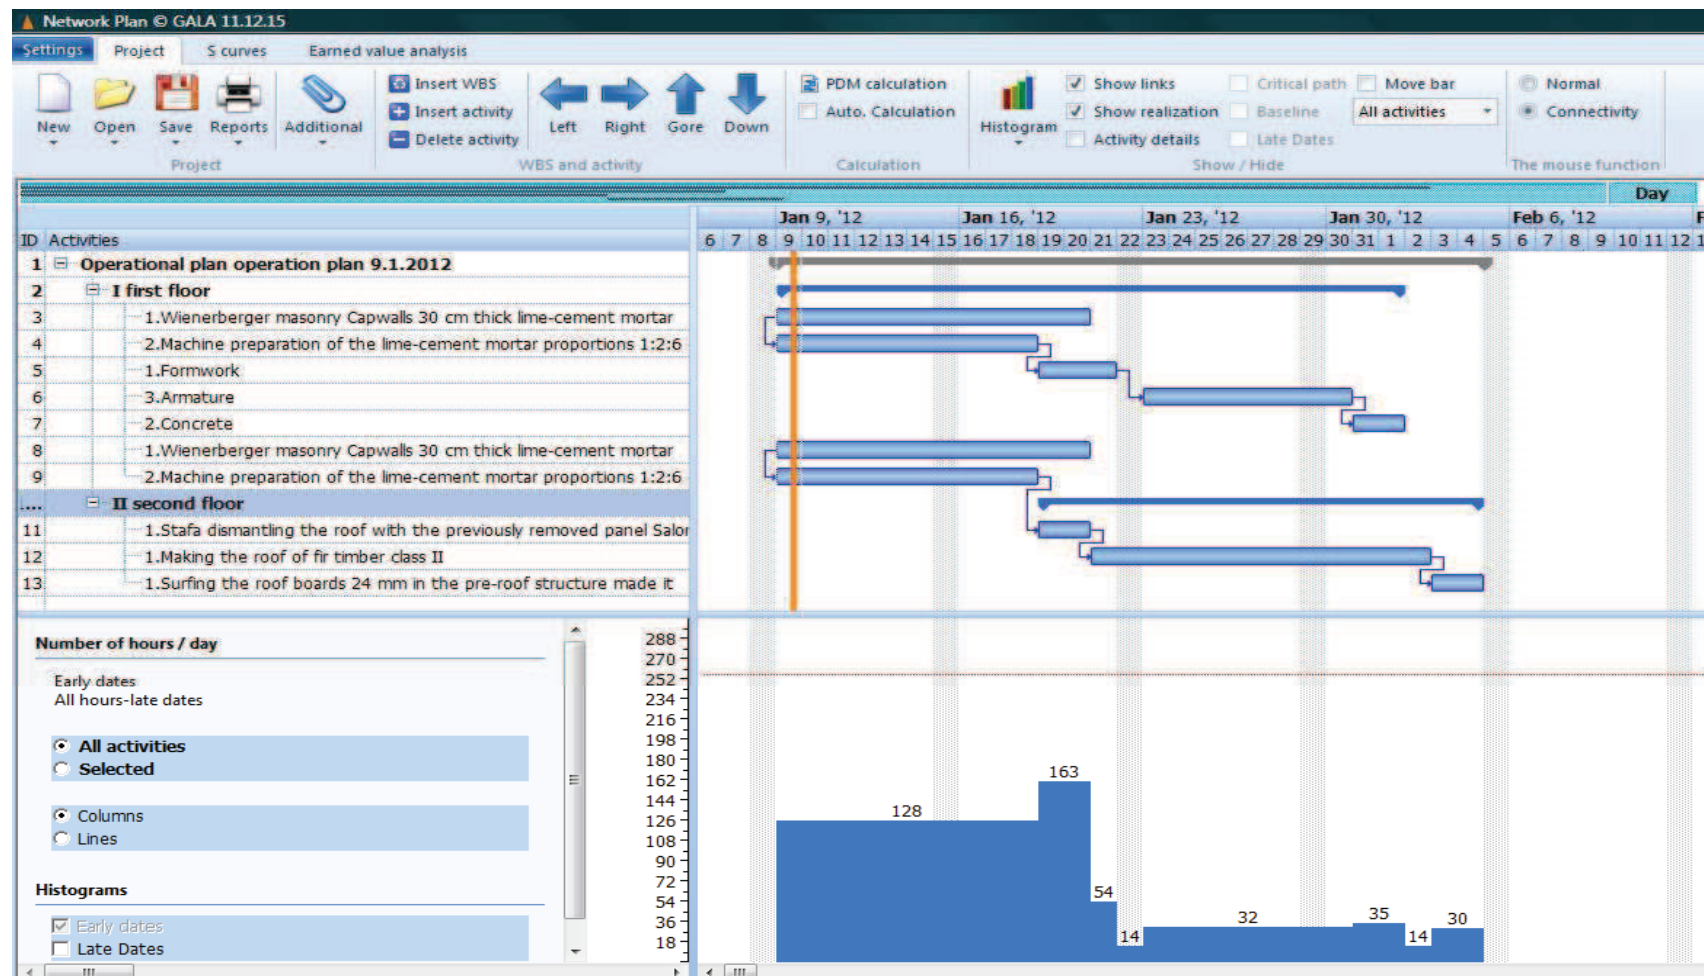 Network Plan © GALA 11.12.15
Settings Project S curves Earned value analysis
New Open Save Reports Additional
Insert WBS
Insert activity
Delete activity
Left Right Gore Down
PDM calculation
Auto. Calculation
Histogram
Show links Critical path Move bar
Show realization Baseline All activities
Activity details Late Dates
Normal
Connectivity
Project WBS and activity Calculation Show / Hide The mouse function
Day
Jan 9, '12 Jan 16, '12 Jan 23, '12 Jan 30, '12 Feb 6, '12 F
ID Activities 6 7 8 9 10 11 12 13 14 15 16 17 18 19 20 21 22 23 24 25 26 27 28 29 30 31 1 2 3 4 5 6 7 8 9 10 11 12 1
1 Operational plan operation plan 9.1.2012
2 I first floor
3 1.Wienerberger masonry Capwalls 30 cm thick lime-cement mortar
4 2.Machine preparation of the lime-cement mortar proportions 1:2:6
5 1.Formwork
6 3.Armature
7 2.Concrete
8 1.Wienerberger masonry Capwalls 30 cm thick lime-cement mortar
9 2.Machine preparation of the lime-cement mortar proportions 1:2:6
.... II second floor
11 1.Stafa dismantling the roof with the previously removed panel Salor
12 1.Making the roof of fir timber class II
13 1.Surfing the roof boards 24 mm in the pre-roof structure made it
Number of hours / day
Early dates
All hours-late dates
All activities
Selected
Columns
Lines
Histograms
Early dates
Late Dates
288
270
252
234
216
198
180
162
144
126
108
90
72
54
36
18
128
163
54
14
32
35
14
30